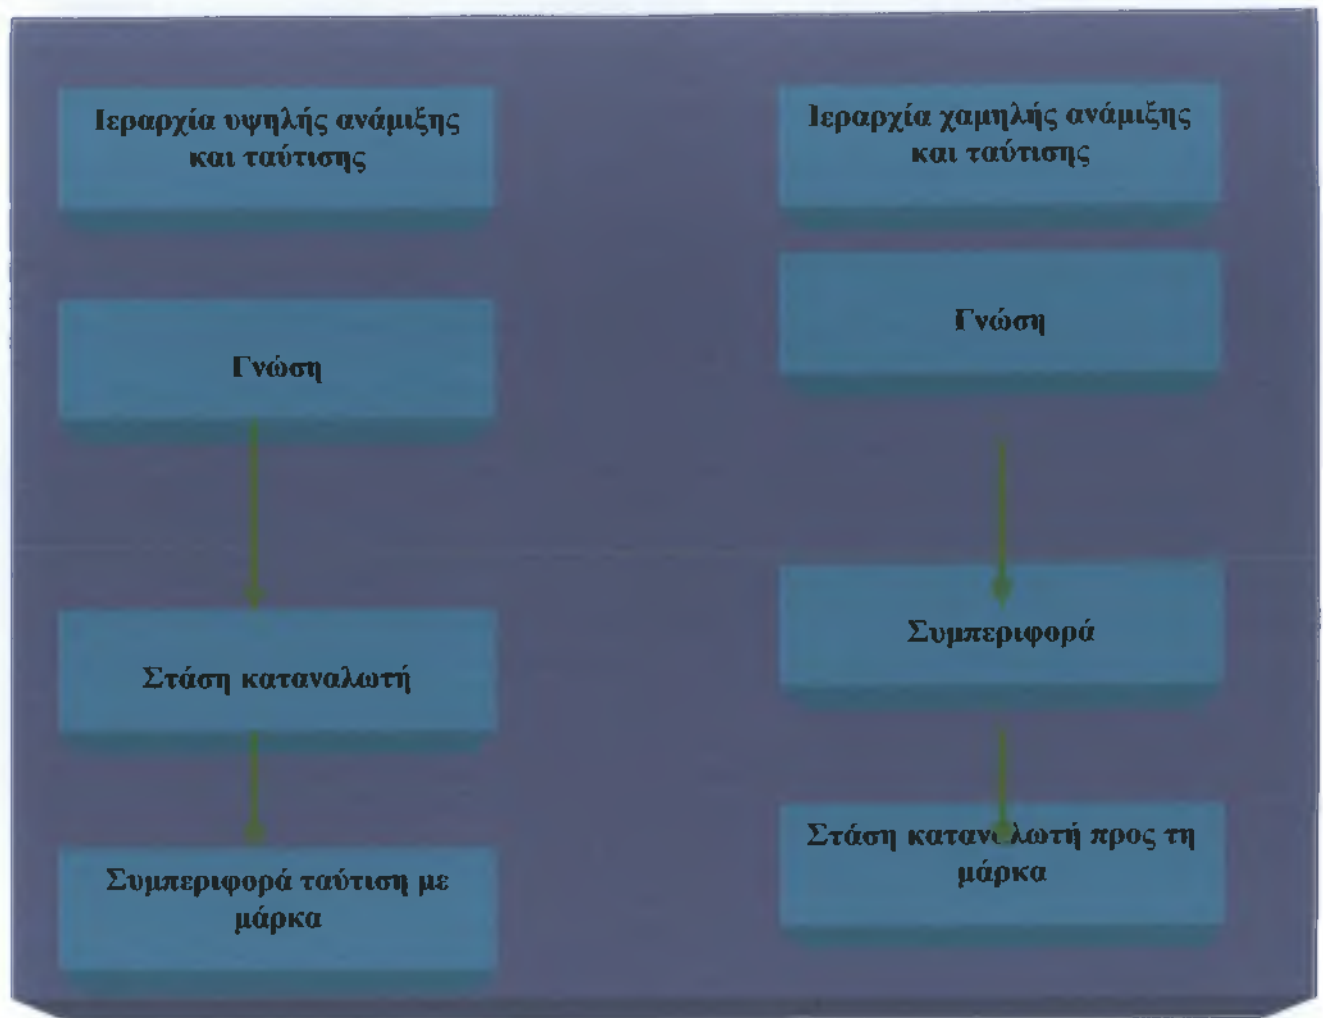 Ιεραρχία υψηλής ανάμιξης
και ταύτισης
Γνώση
Στάση καταναλωτή
Συμπεριφορά ταύτιση με
μάρκα
Ιεραρχία χαμηλής ανάμιξης
και ταύτισης
Γνώση
Συμπεριφορά
Στάση καταναλωτή προς τη
μάρκα